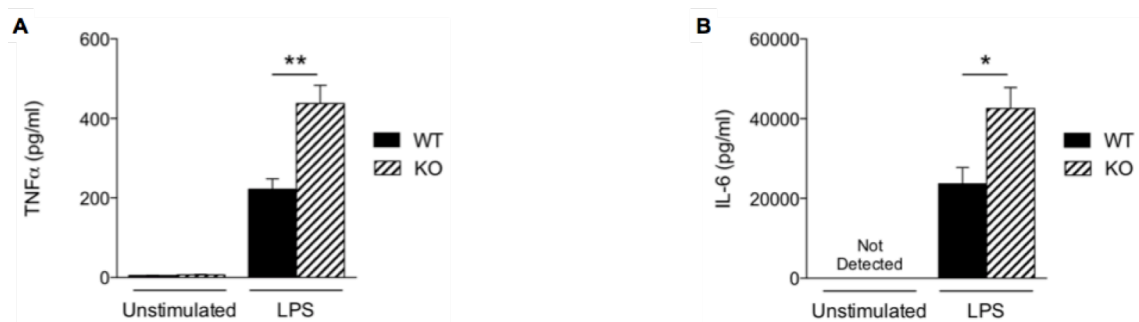 A
600
400
200
0
TNFα (pg/ml)
**
WT
KO
Unstimulated
LPS
B
60000
40000
20000
0
IL-6 (pg/ml)
*
WT
KO
Not
Detected
Unstimulated
LPS